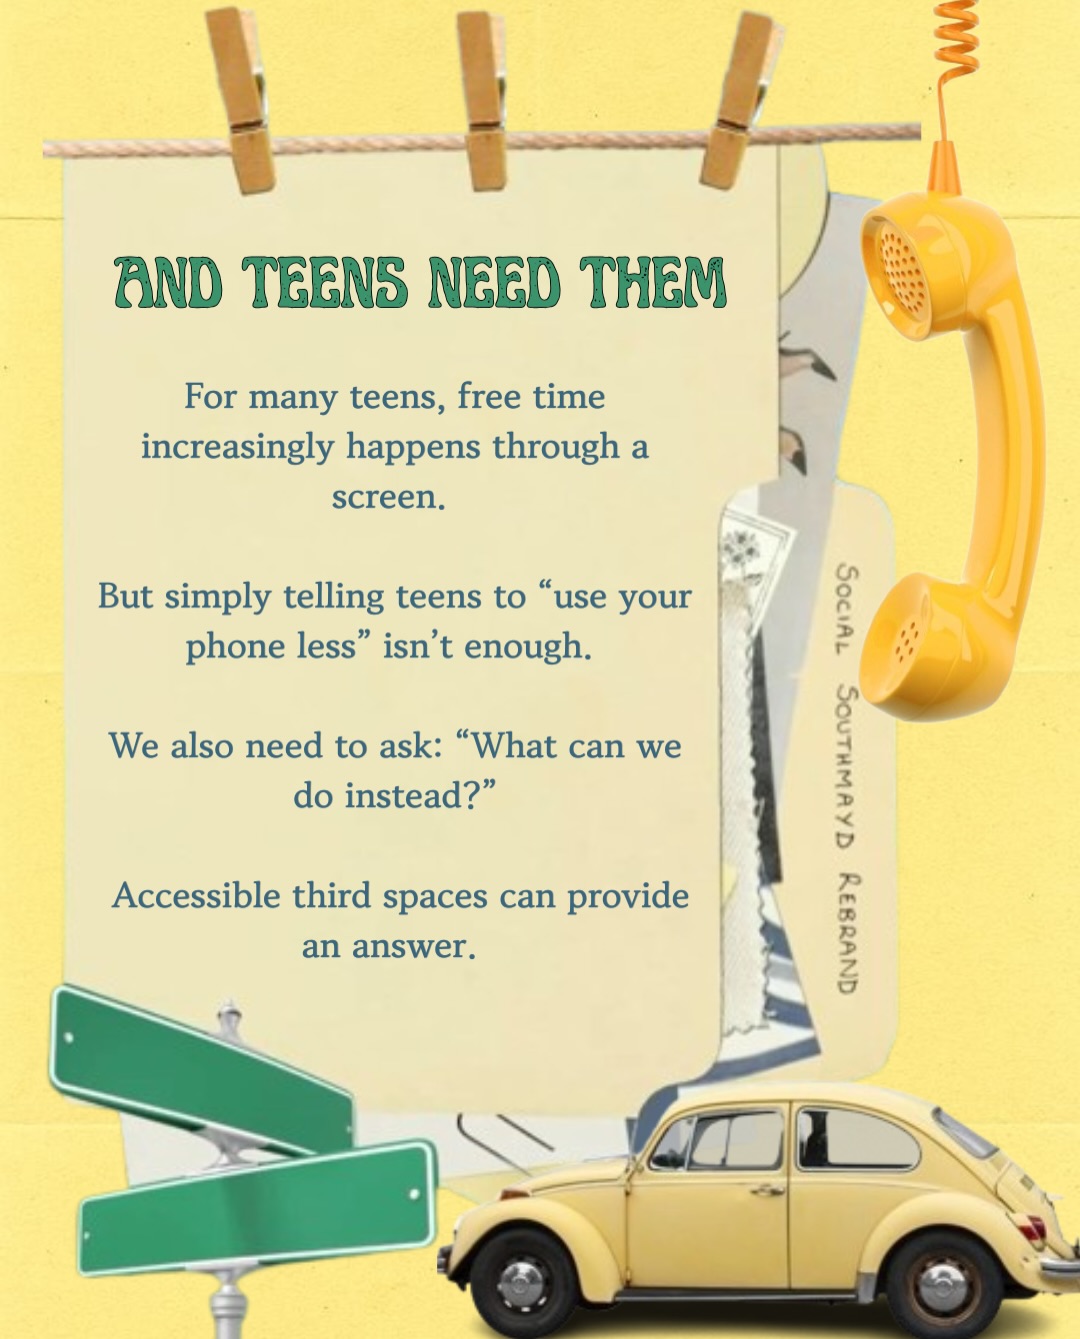 AND TEENS NEED THEM
For many teens, free time
increasingly happens through a
screen.
But simply telling teens to “use your
phone less” isn’t enough.
We also need to ask: “What can we
do instead?”
Accessible third spaces can provide
an answer.
SOCIAL SOUTHMAYD REBRAND